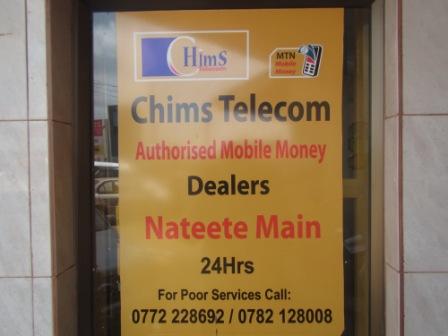 Chims
Telecom
MTN
Mobile
Money
Chims Telecom
Authorised Mobile Money
Dealers
Nateete Main
24Hrs
For Poor Services Call:
0772 228692 / 0782 128008